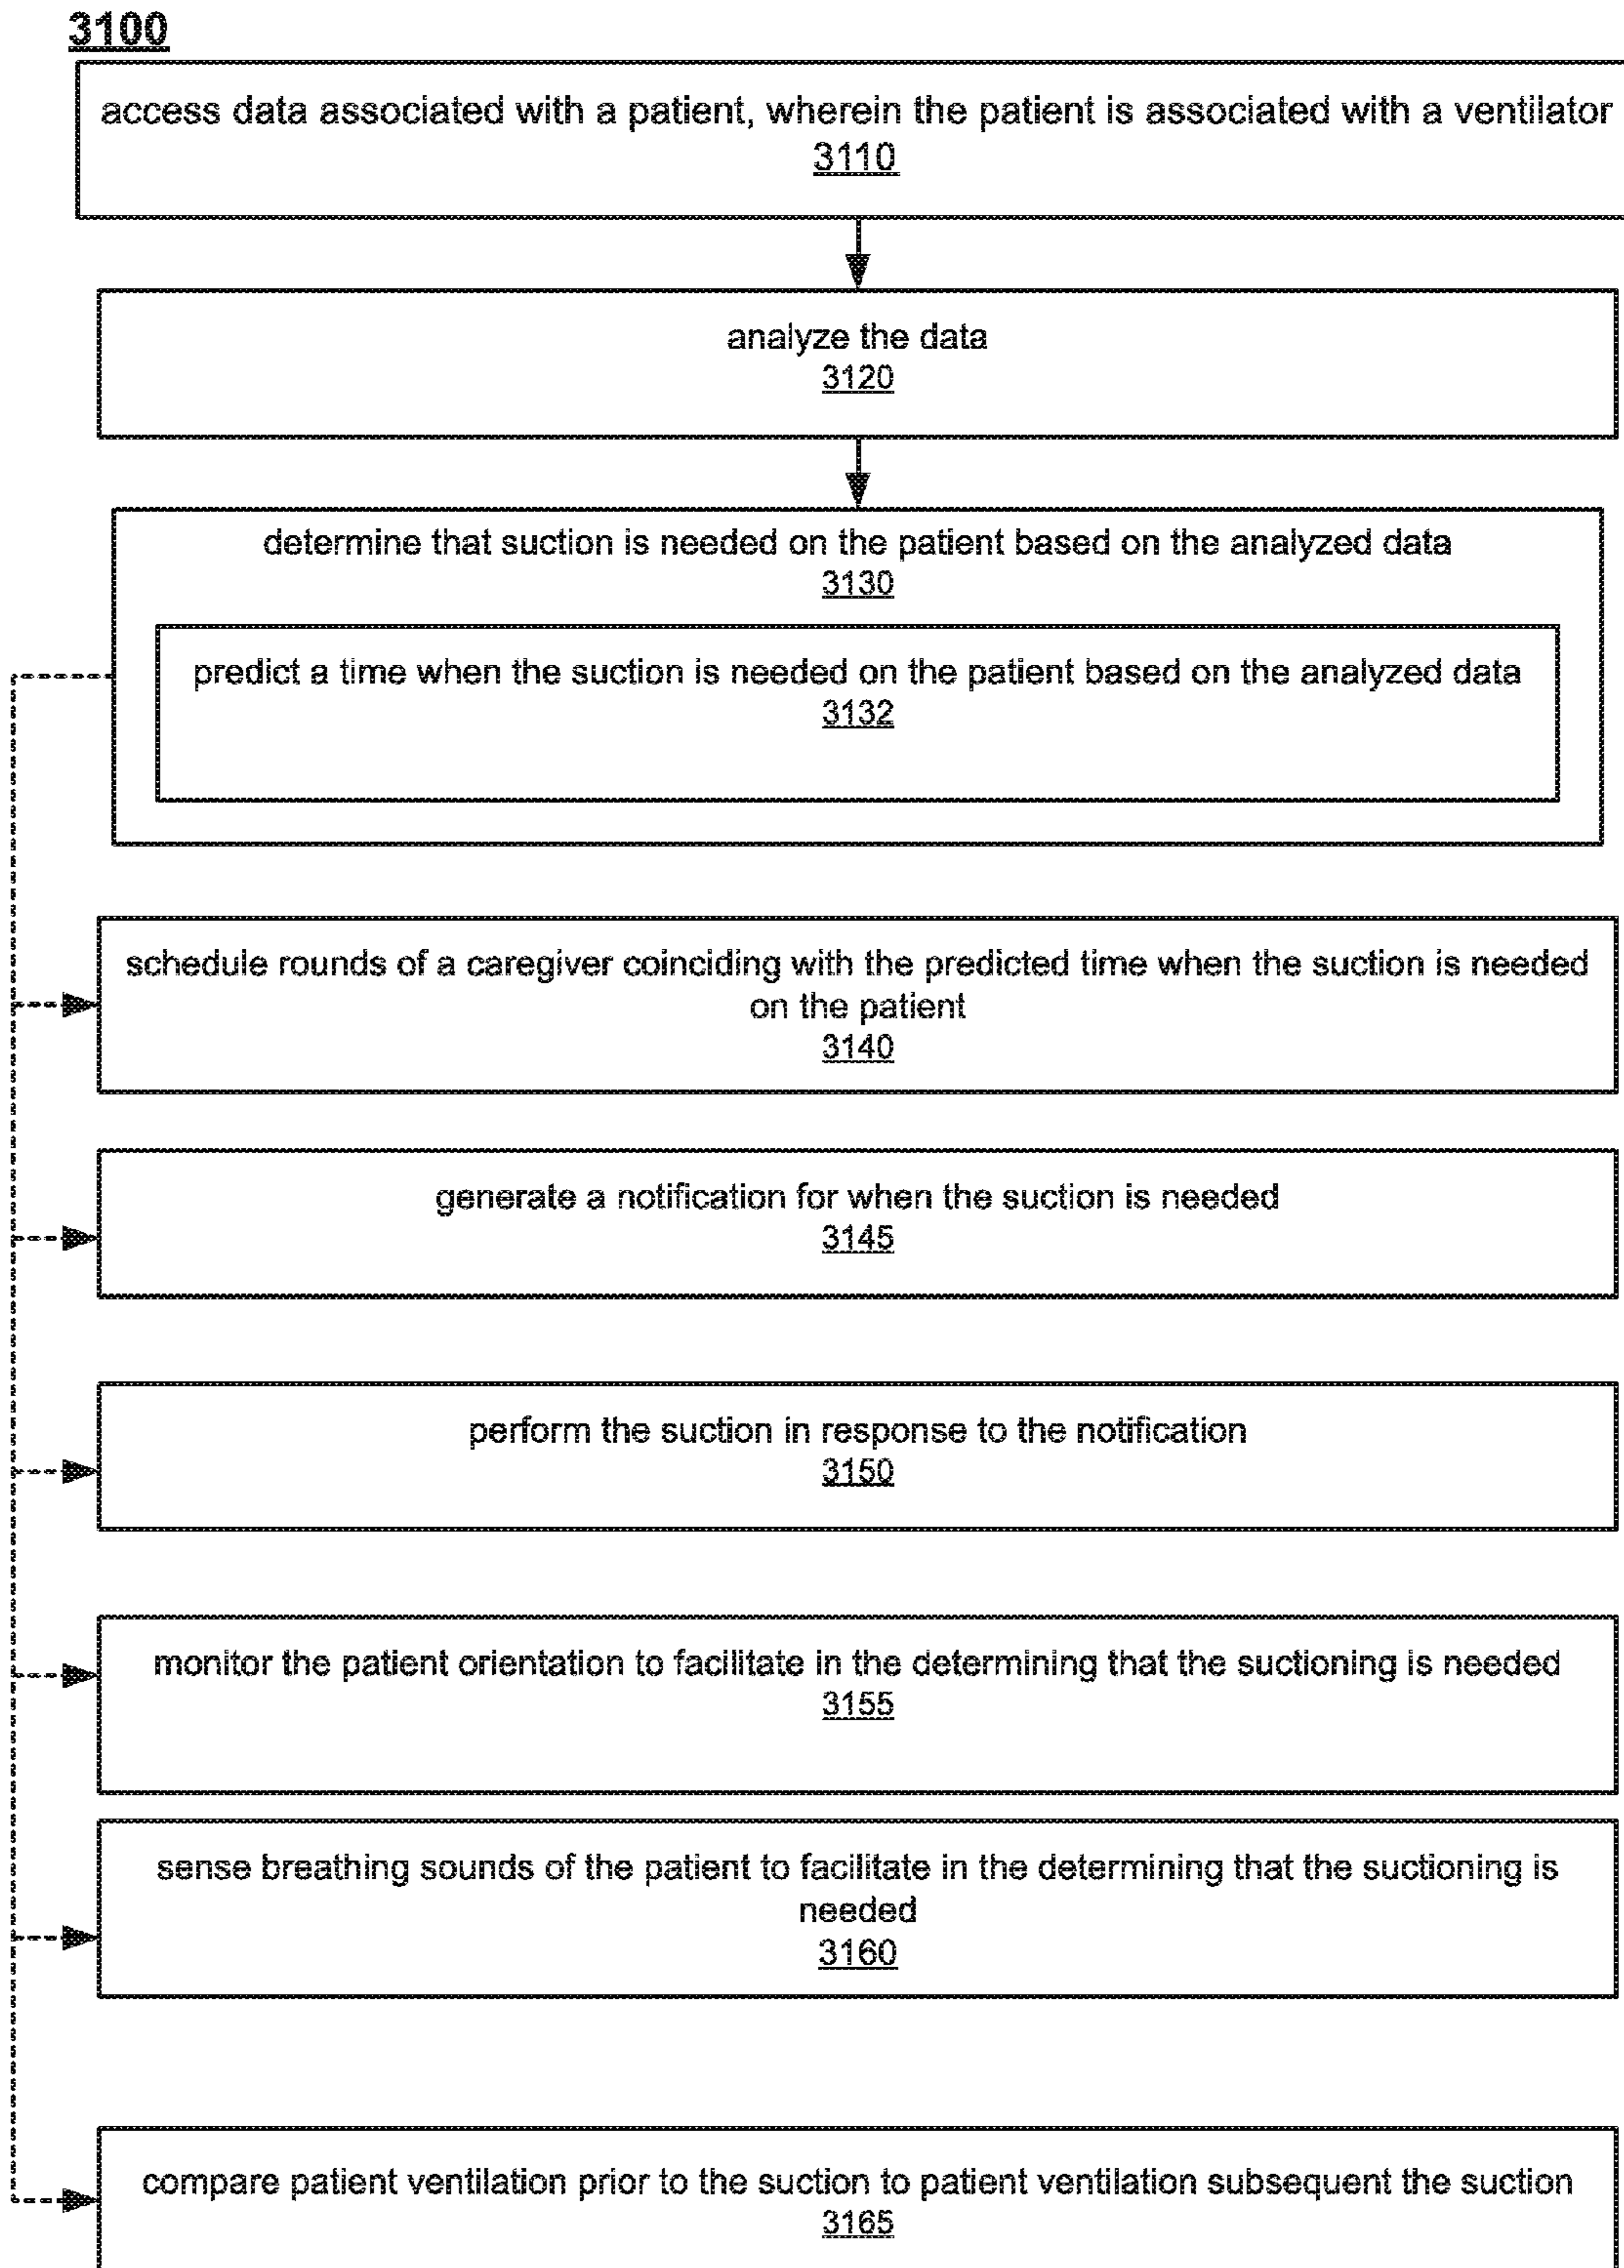 3100
access data associated with a patient, wherein the patient is associated with a ventilator
3110
analyze the data
3120
determine that suction is needed on the patient based on the analyzed data
3130
predict a time when the suction is needed on the patient based on the analyzed data
3132
schedule rounds of a caregiver coinciding with the predicted time when the suction is needed
on the patient
3140
generate a notification for when the suction is needed
3145
perform the suction in response to the notification
3150
monitor the patient orientation to facilitate in the determining that the suctioning is needed
3155
sense breathing sounds of the patient to facilitate in the determining that the suctioning is
needed
3160
compare patient ventilation prior to the suction to patient ventilation subsequent the suction
3165